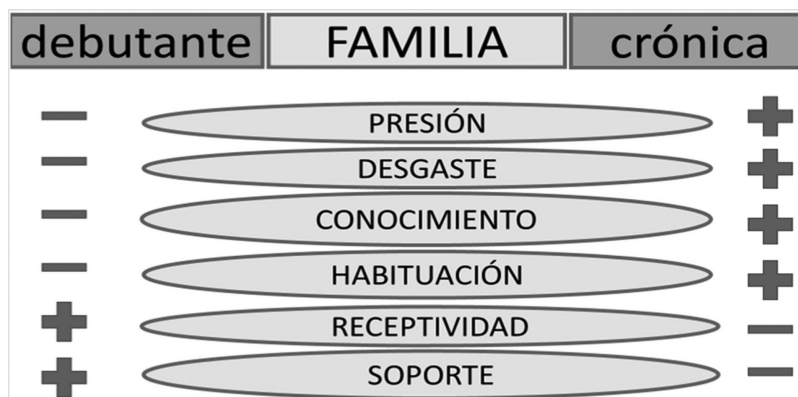 debutante FAMILIA crónica
− PRESIÓN +
− DESGASTE +
− CONOCIMIENTO +
− HABITUACIÓN +
+ RECEPTIVIDAD −
+ SOPORTE −